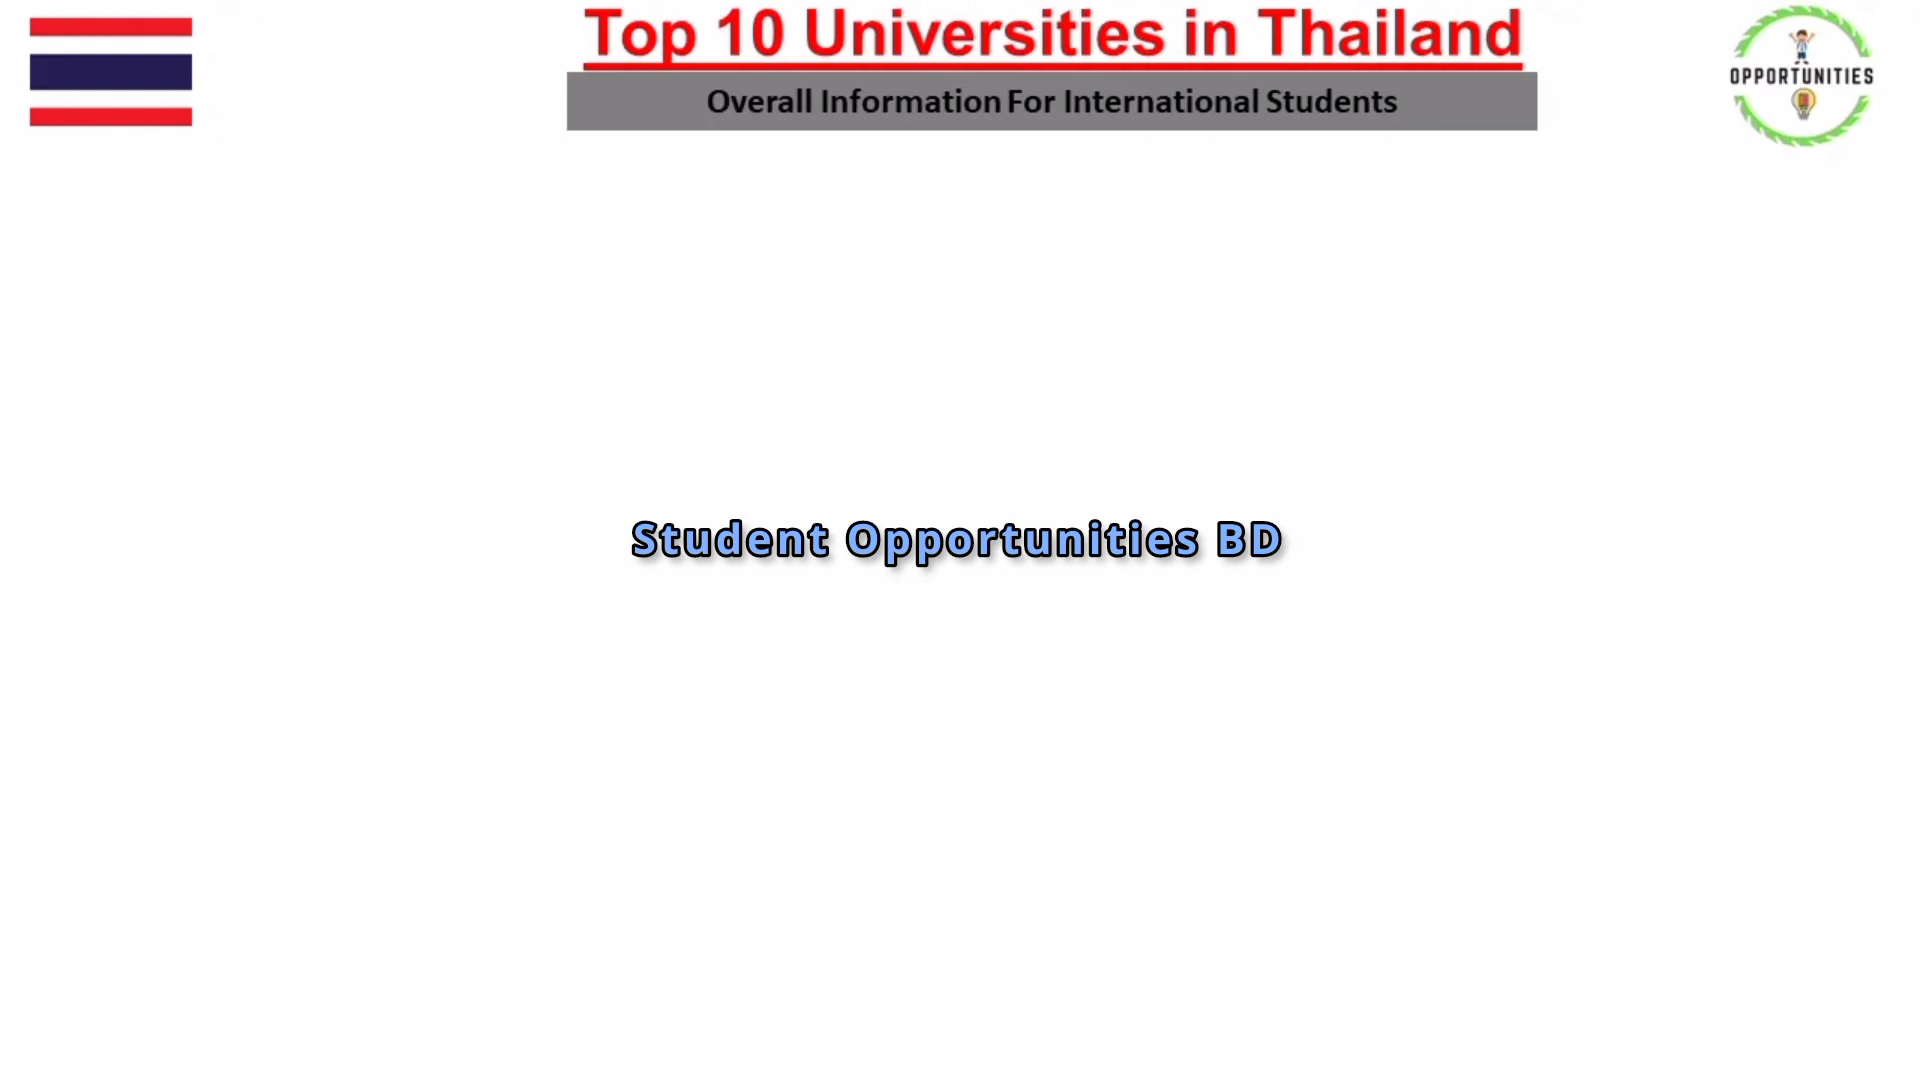 Top 10 Universities in Thailand
Overall Information For International Students
OPPORTUNITIES
Student Opportunities BD